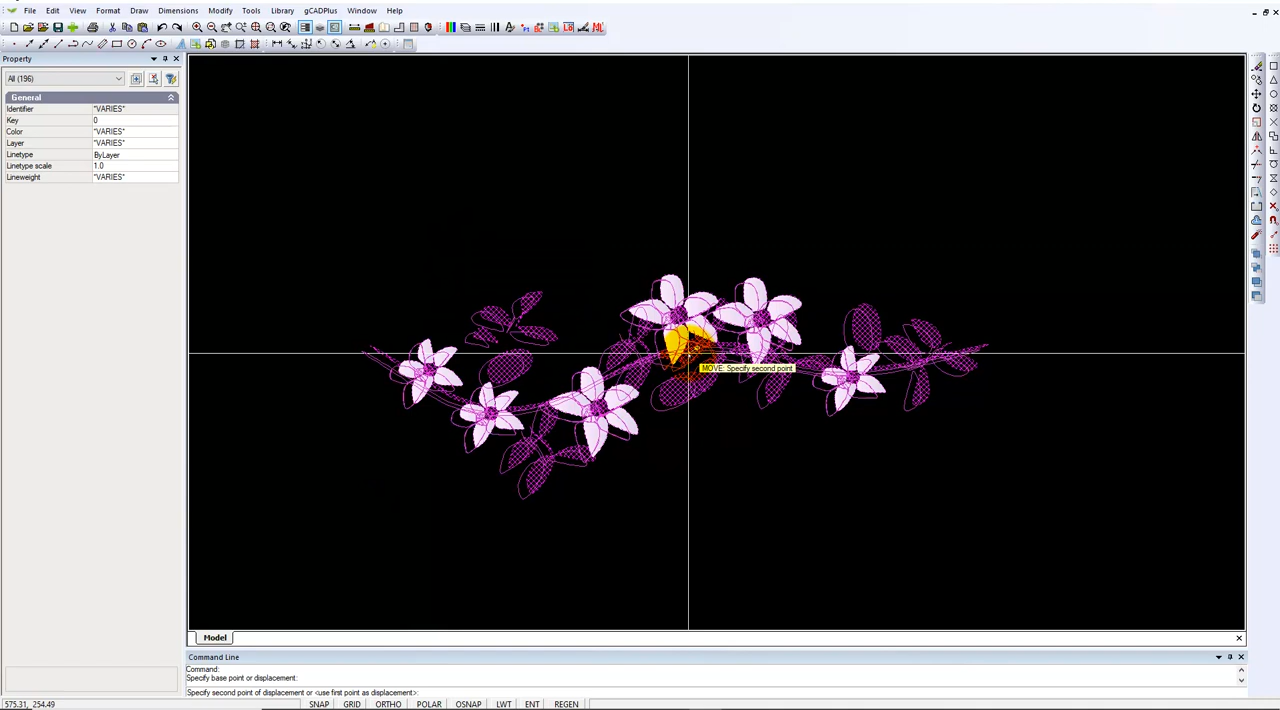 File Edit View Format Draw Dimensions Modify Tools Library gCADPlus Window Help
Property
All (196)
General
Identifier *VARIES*
Key 0
Color *VARIES*
Layer *VARIES*
Linetype ByLayer
Linetype scale 1.0
Lineweight *VARIES*
MOVE: Specify second point
Model
Command Line
Command:
Specify base point or displacement:
Specify second point of displacement or <use first point as displacement>:
575.31, 254.49 SNAP GRID ORTHO POLAR OSNAP LWT ENT REGEN